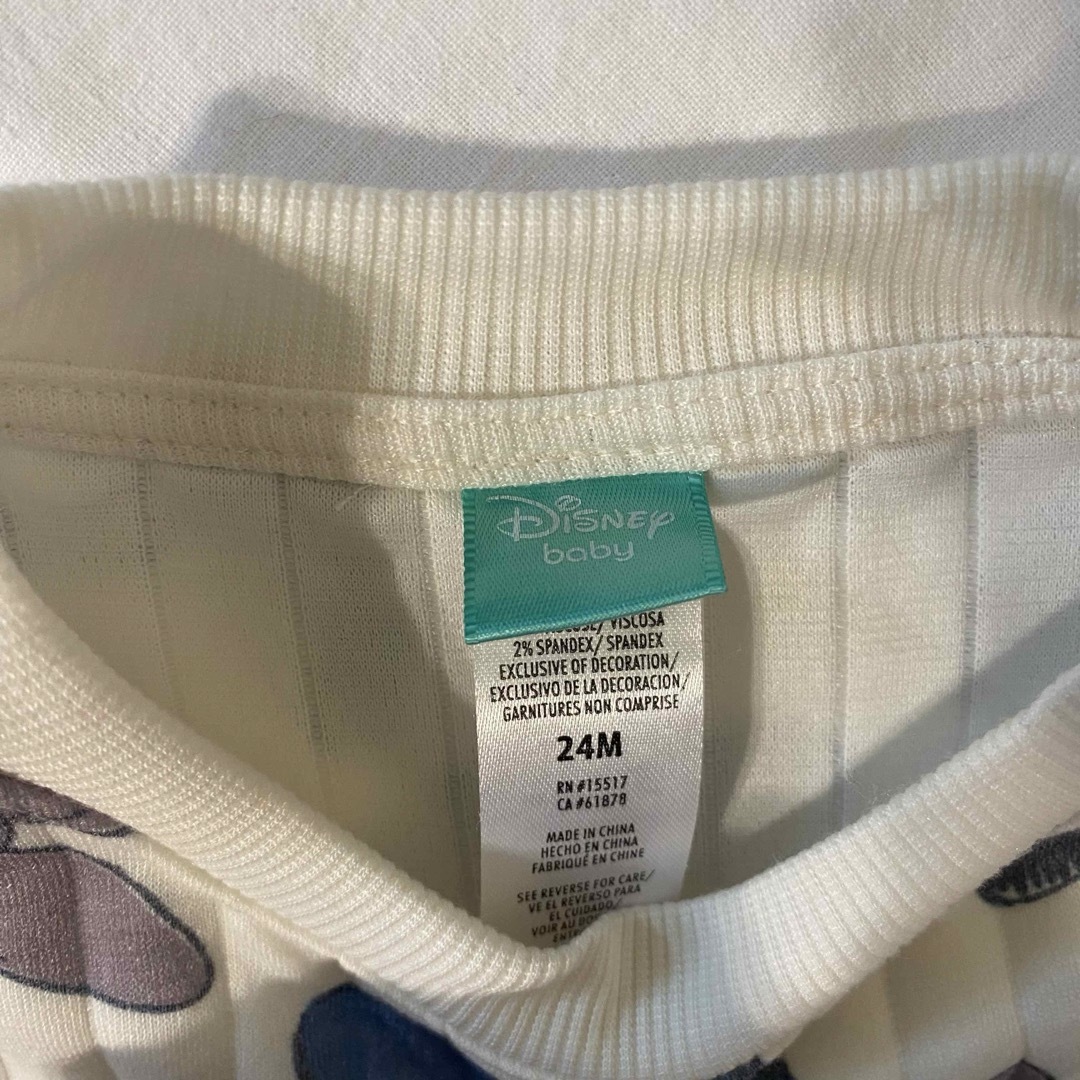 Disney
baby
VISCOSA
2% SPANDEX/ SPANDEX
EXCLUSIVE OF DECORATION/
EXCLUSIVO DE LA DECORACION/
GARNITURES NON COMPRISE
24M
RN #15517
CA #61878
MADE IN CHINA
HECHO EN CHINA
FABRIQUÉ EN CHINE
SEE REVERSE FOR CARE/
VE EL REVERSO PARA
EL CUIDADO/
VOIR AU